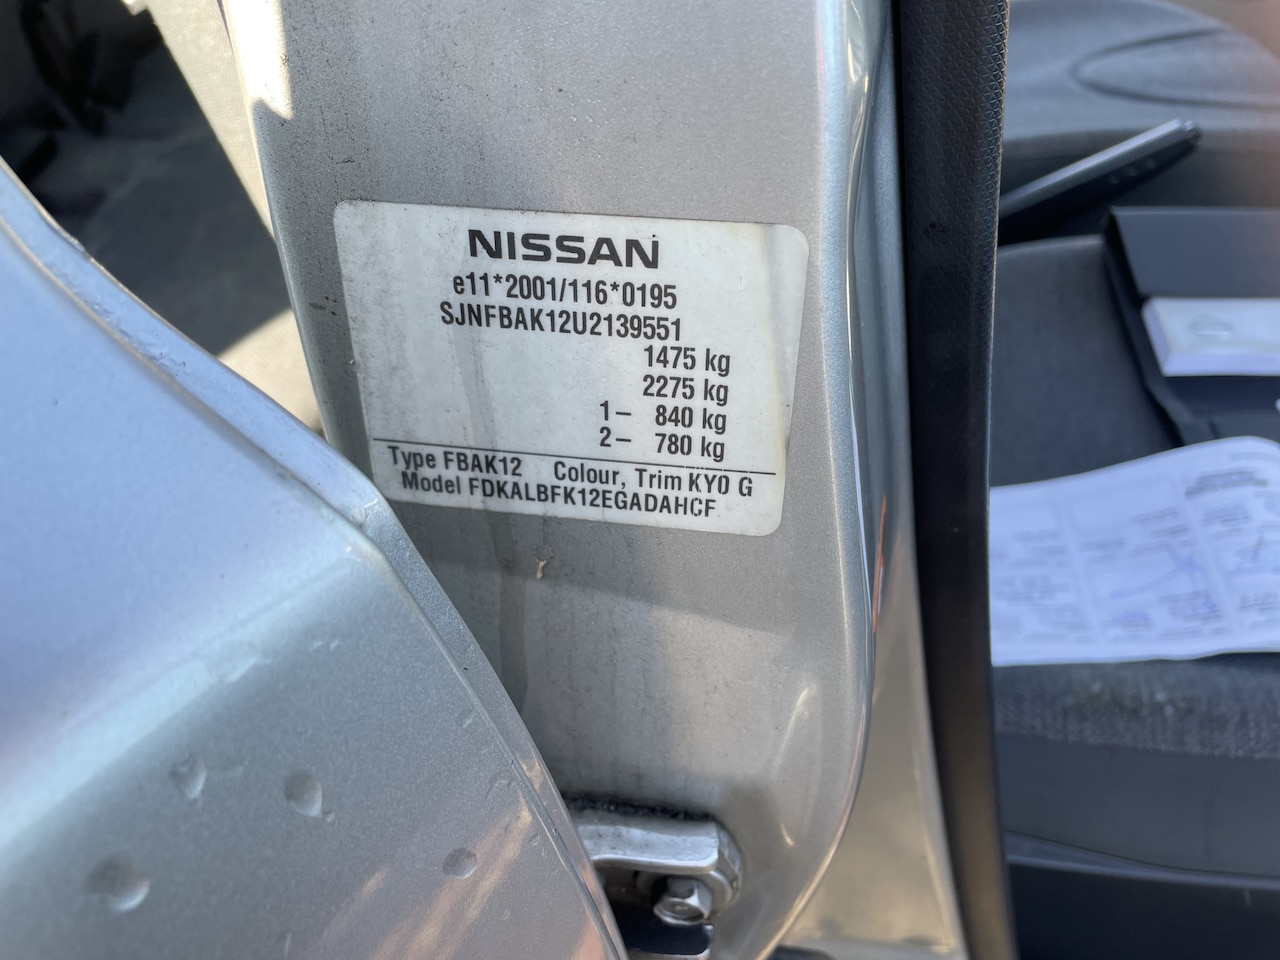 NISSAN
e11*2001/116*0195
SJNFBAK12U2139551
1475 kg
2275 kg
1– 840 kg
2– 780 kg
Type FBAK12 Colour, Trim KY0 G
Model FDKALBFK12EGADAHCF